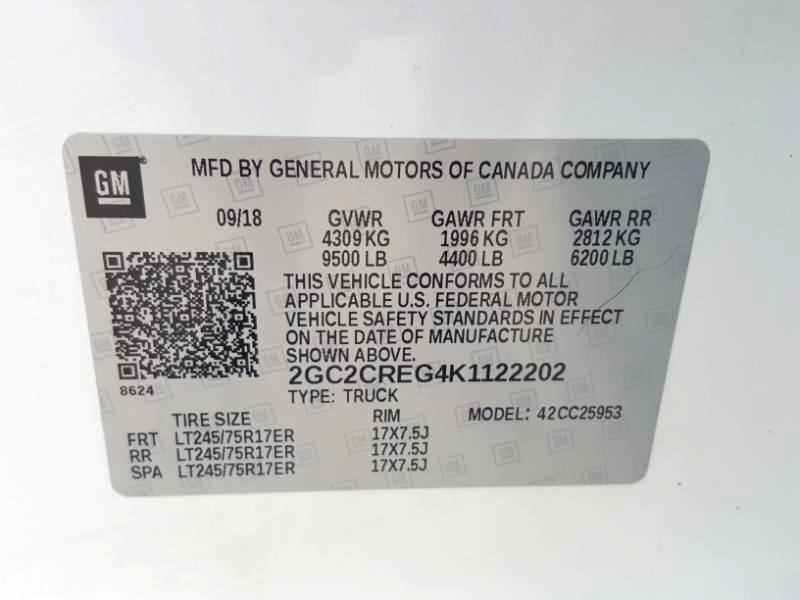 GM
MFD BY GENERAL MOTORS OF CANADA COMPANY
09/18 GVWR GAWR FRT GAWR RR
4309 KG 1996 KG 2812 KG
9500 LB 4400 LB 6200 LB
THIS VEHICLE CONFORMS TO ALL
APPLICABLE U.S. FEDERAL MOTOR
VEHICLE SAFETY STANDARDS IN EFFECT
ON THE DATE OF MANUFACTURE
SHOWN ABOVE.
8624
2GC2CREG4K1122202
TYPE: TRUCK
TIRE SIZE RIM MODEL: 42CC25953
FRT LT245/75R17ER 17X7.5J
RR LT245/75R17ER 17X7.5J
SPA LT245/75R17ER 17X7.5J